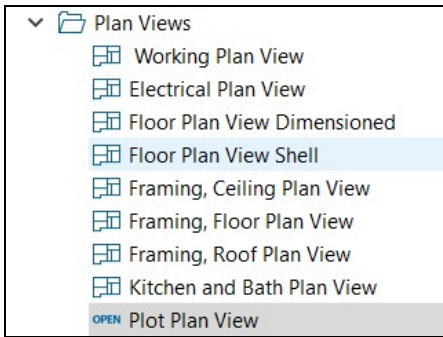 Plan Views
Working Plan View
Electrical Plan View
Floor Plan View Dimensioned
Floor Plan View Shell
Framing, Ceiling Plan View
Framing, Floor Plan View
Framing, Roof Plan View
Kitchen and Bath Plan View
OPEN Plot Plan View